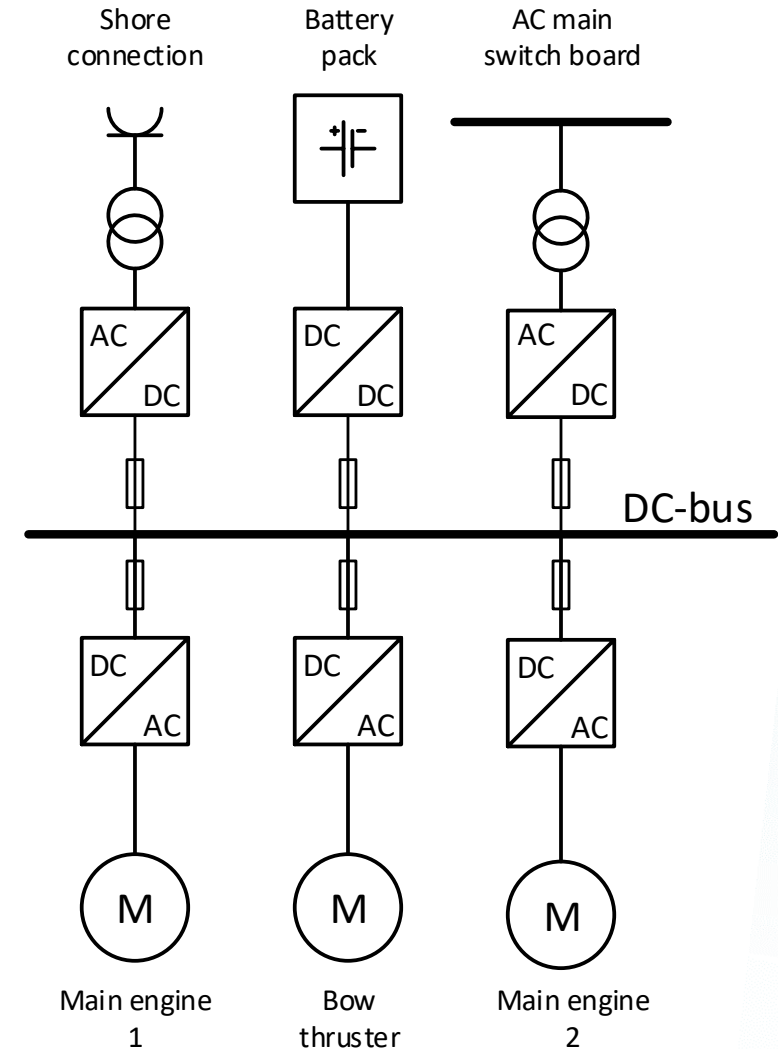 Shore
connection
Battery
pack
AC main
switch board
+ -
AC
DC
DC
DC
AC
DC
DC-bus
DC
AC
DC
AC
DC
AC
M
M
M
Main engine
1
Bow
thruster
Main engine
2